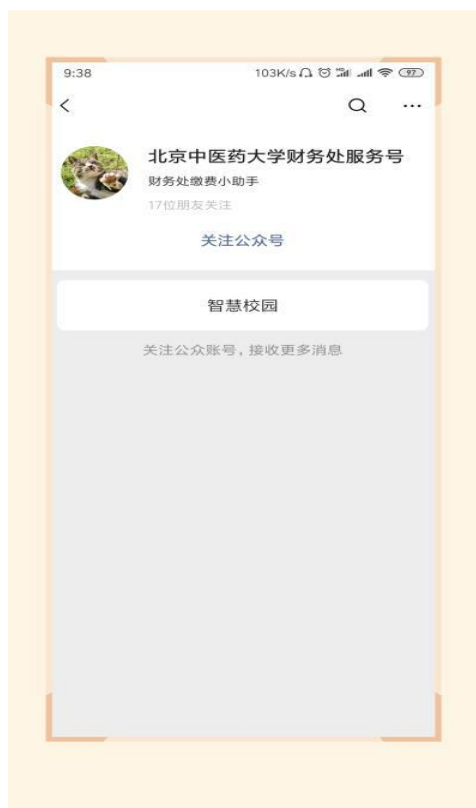 9:38
103K/s
97
北京中医药大学财务处服务号
财务处缴费小助手
17位朋友关注
关注公众号
智慧校园
关注公众账号，接收更多消息